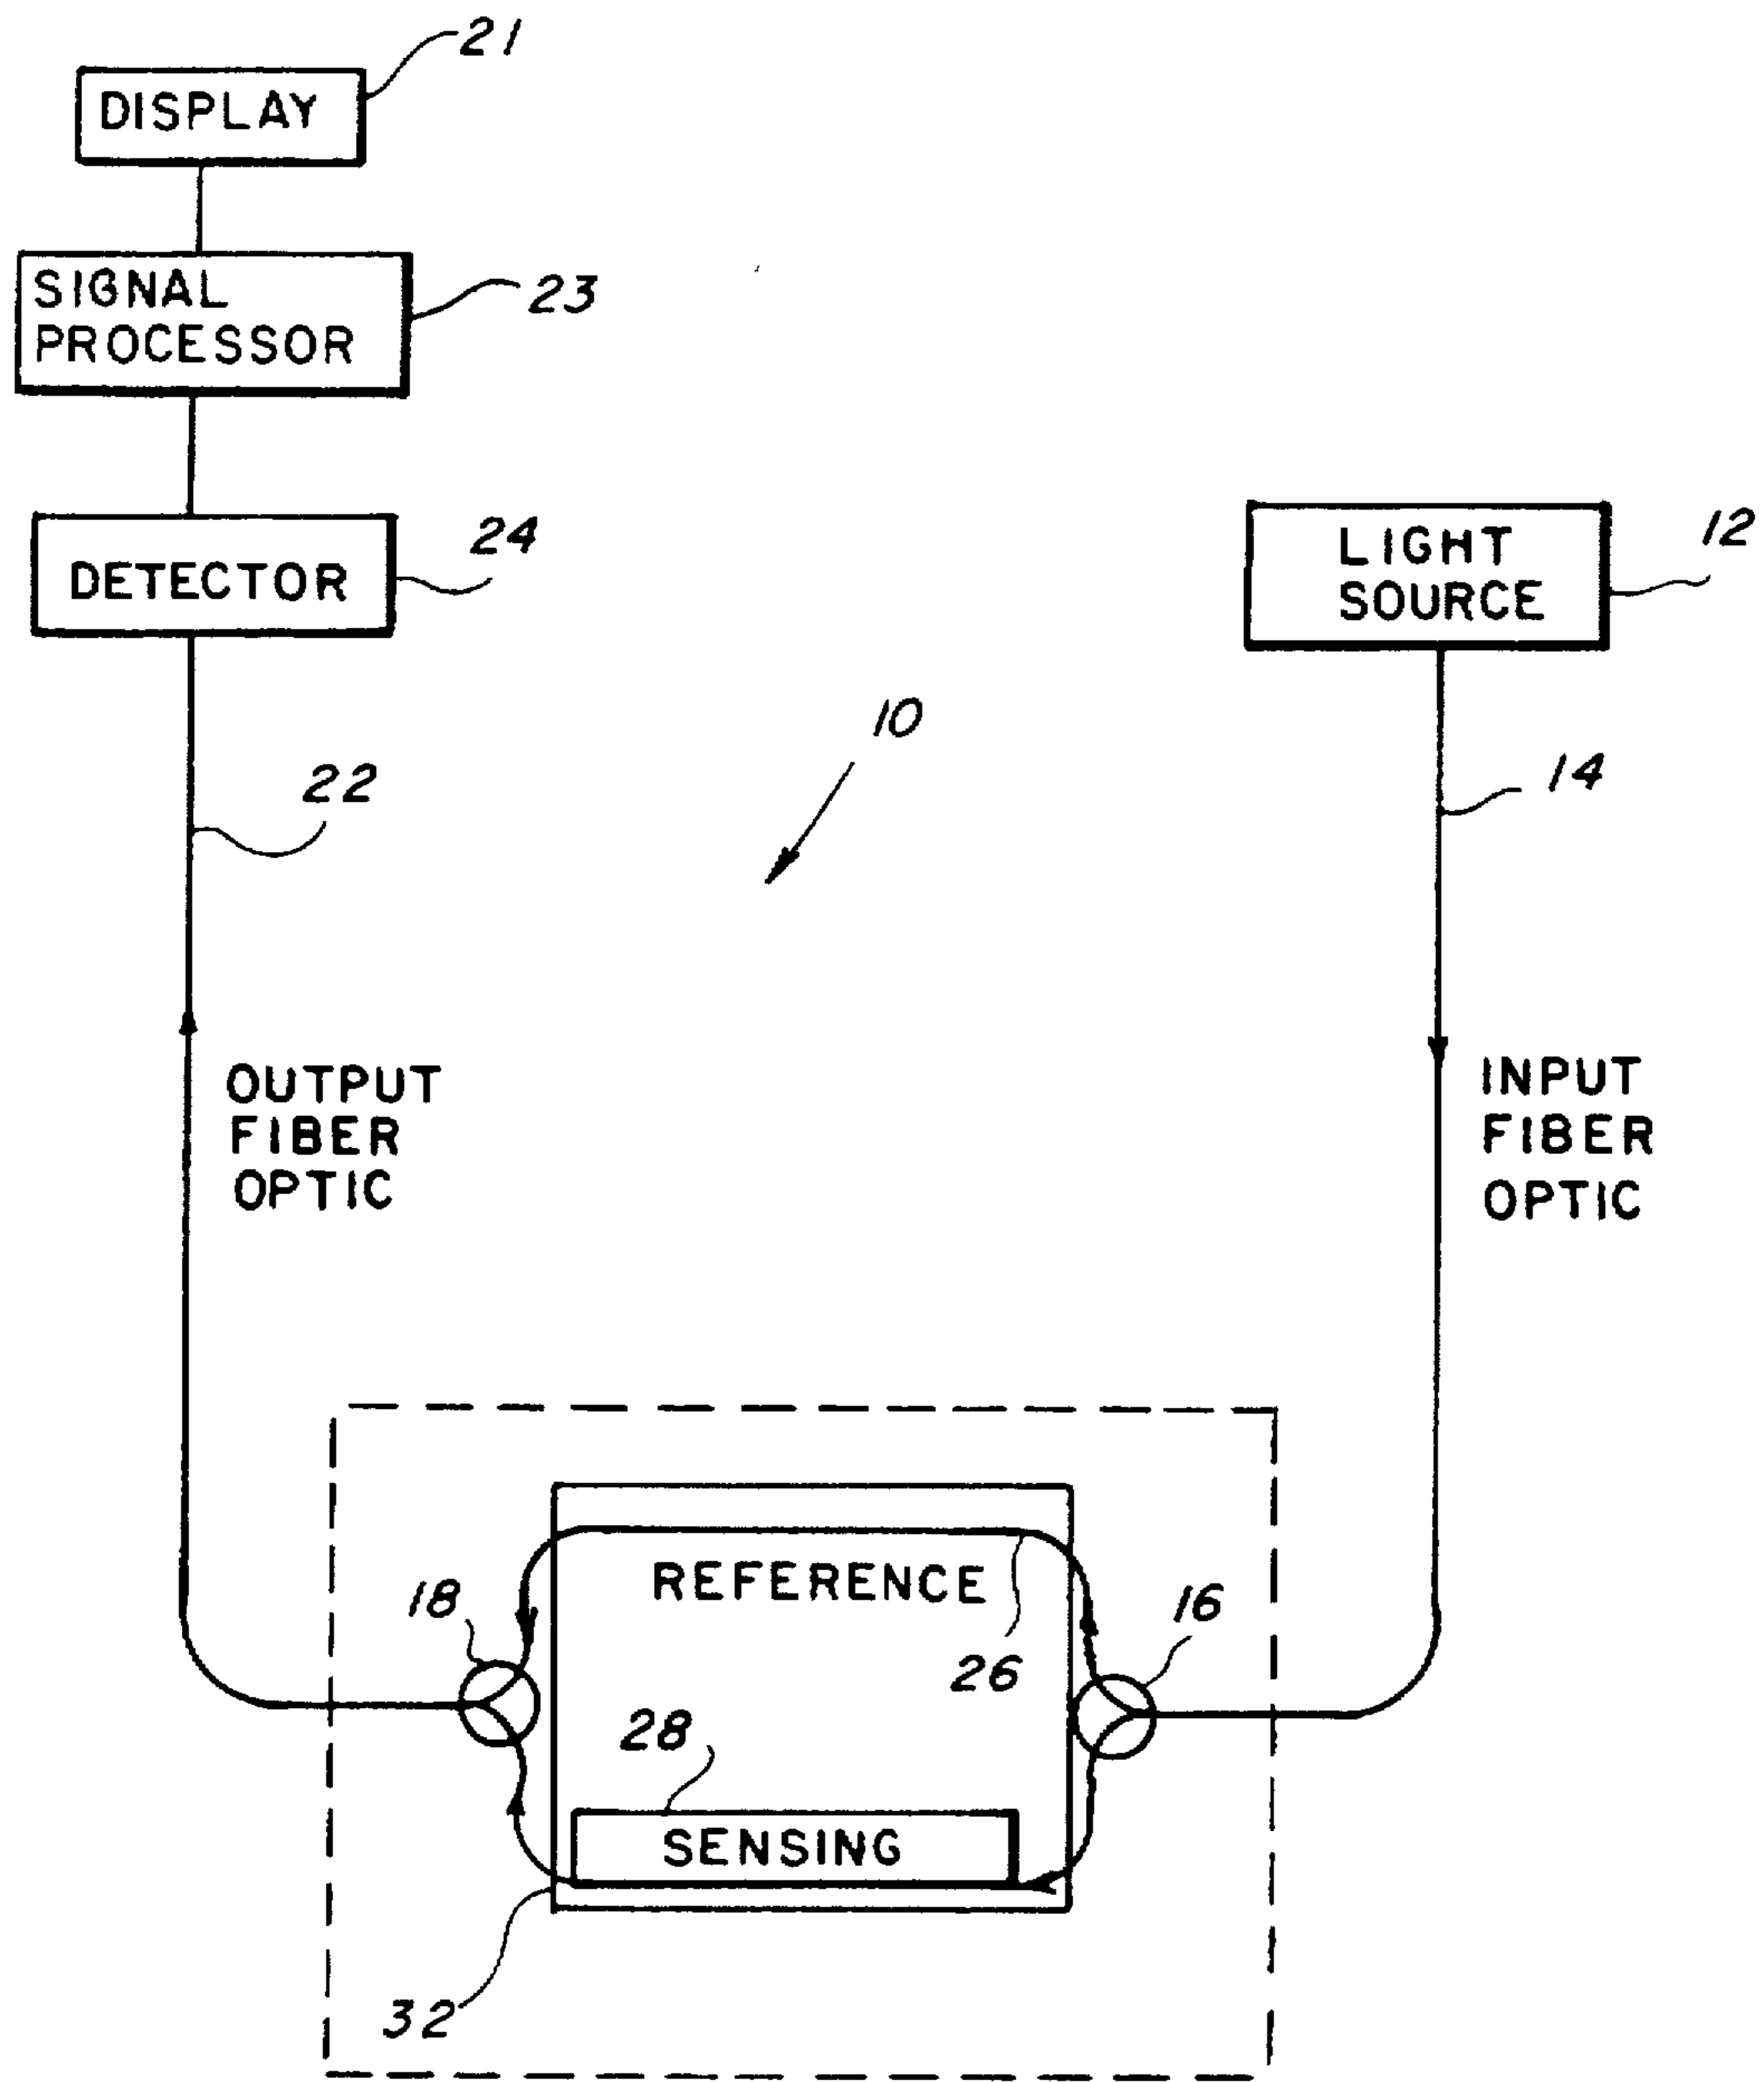 21
DISPLAY
SIGNAL
PROCESSOR
23
24
DETECTOR
LIGHT
SOURCE
12
10
22
14
OUTPUT
FIBER
OPTIC
INPUT
FIBER
OPTIC
REFERENCE
18
16
26
28
SENSING
32